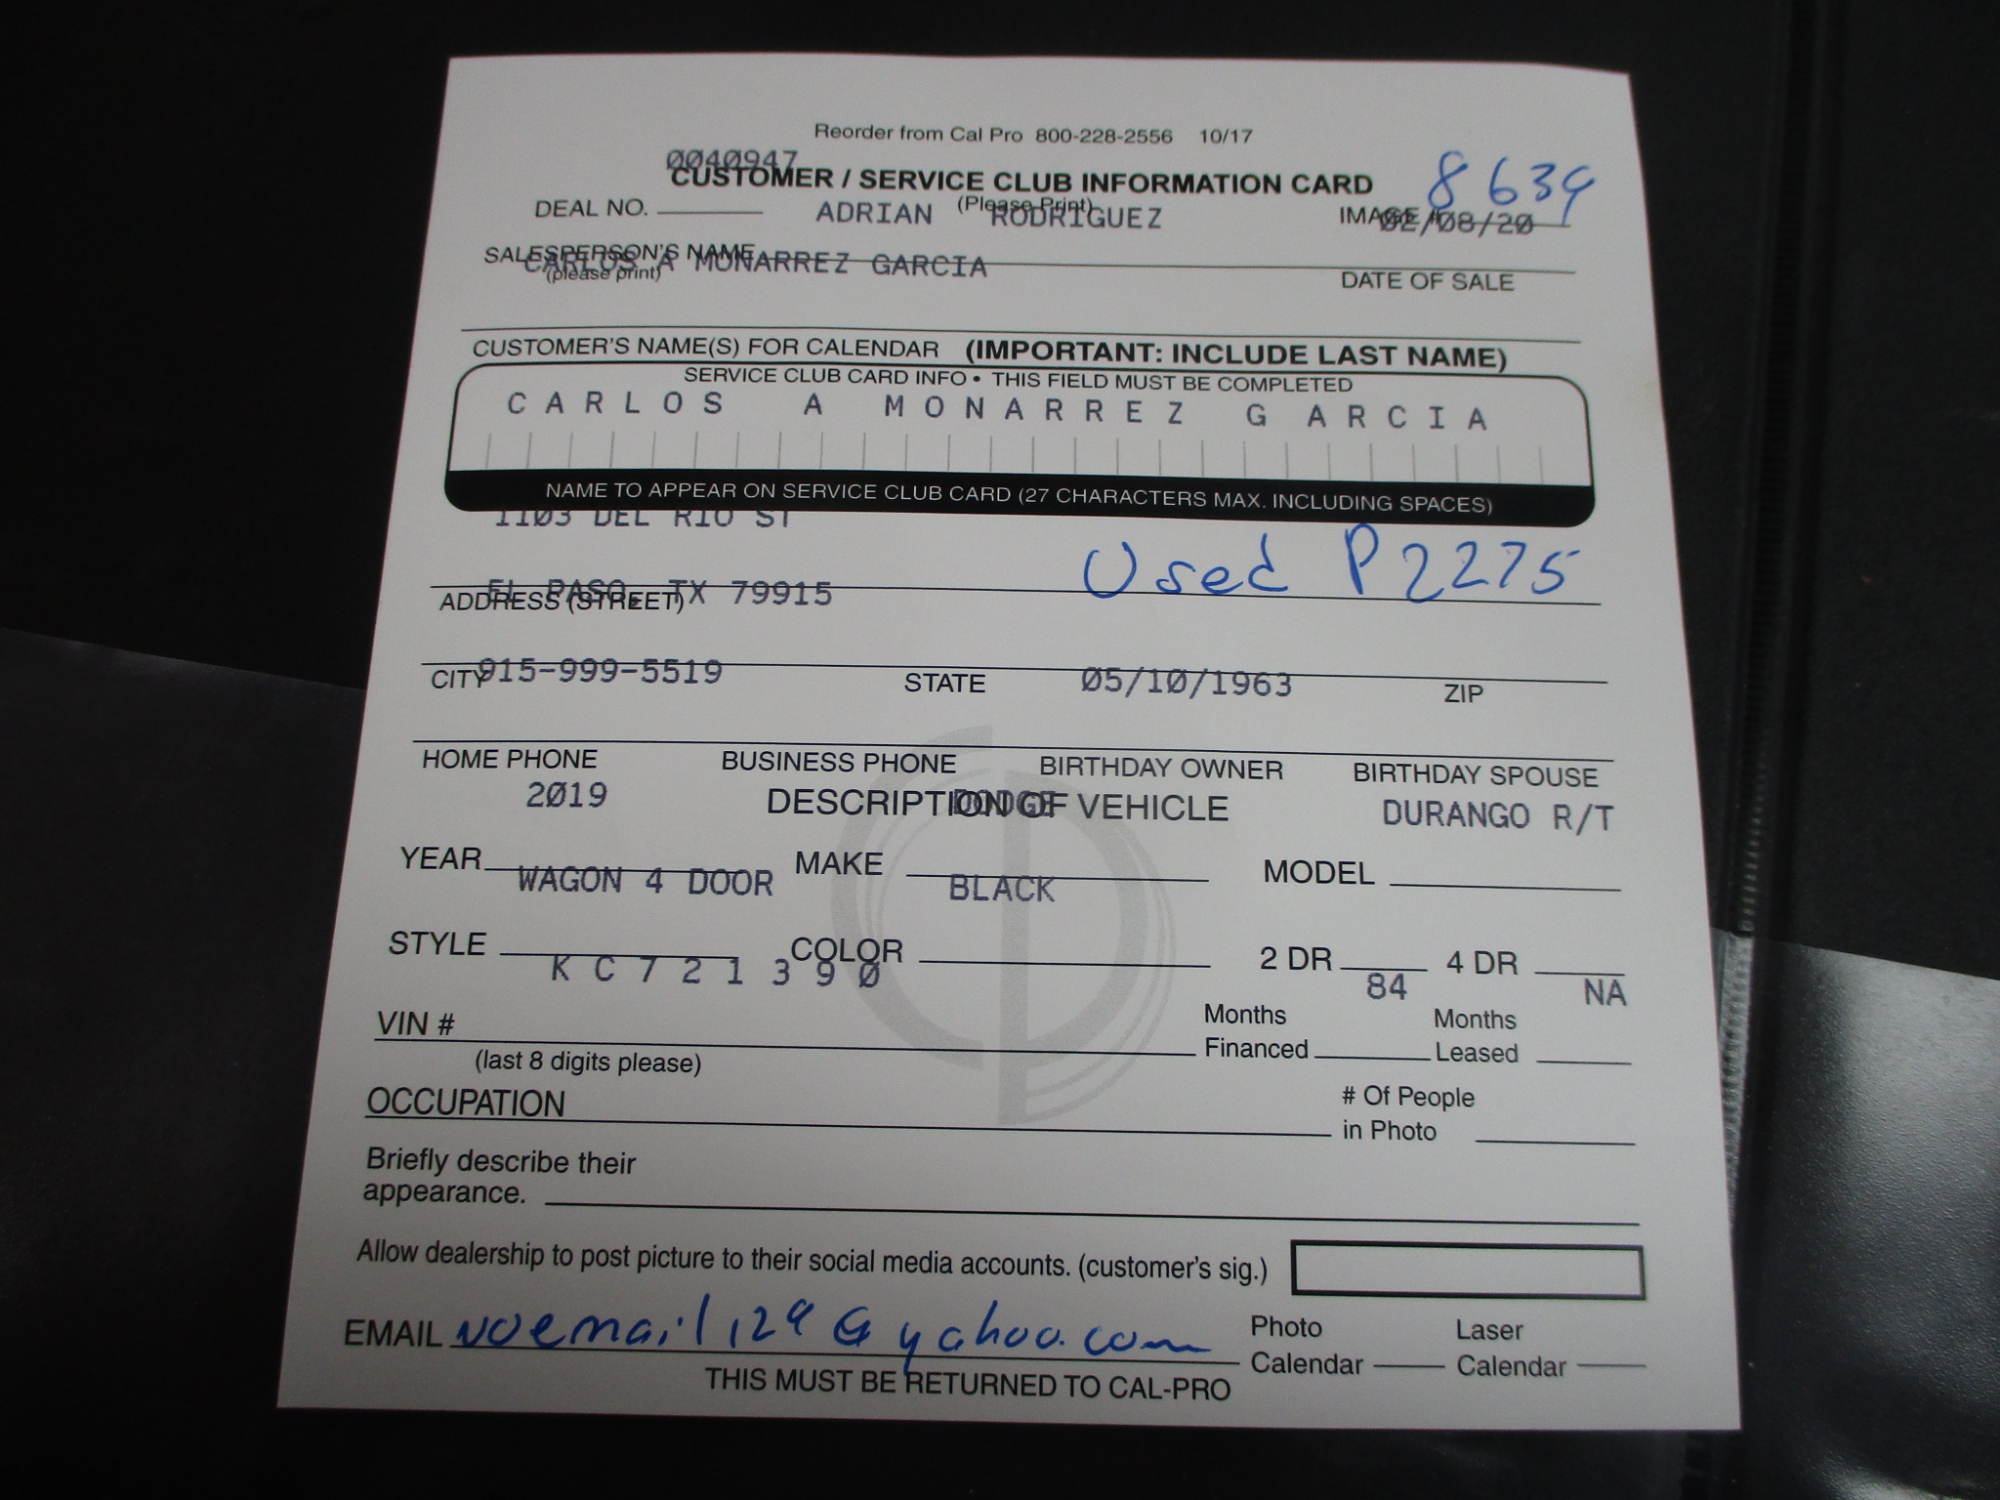 Reorder from Cal Pro 800-228-2556 10/17
0040947
CUSTOMER / SERVICE CLUB INFORMATION CARD
8639
(Please Print)
DEAL NO. ADRIAN RODRIGUEZ IMAGE # 02/08/20
SALESPERSON'S NAME
(please print)
CARLOS A MONARREZ GARCIA
DATE OF SALE
CUSTOMER'S NAME(S) FOR CALENDAR (IMPORTANT: INCLUDE LAST NAME)
SERVICE CLUB CARD INFO • THIS FIELD MUST BE COMPLETED
CARLOS A MONARREZ GARCIA
NAME TO APPEAR ON SERVICE CLUB CARD (27 CHARACTERS MAX. INCLUDING SPACES)
1103 DEL RIO ST
Used P2275
EL PASO, TX 79915
ADDRESS (STREET)
915-999-5519 05/10/1963
CITY STATE ZIP
HOME PHONE BUSINESS PHONE BIRTHDAY OWNER BIRTHDAY SPOUSE
2019 DODGE DURANGO R/T
DESCRIPTION OF VEHICLE
YEAR MAKE MODEL
WAGON 4 DOOR BLACK
STYLE COLOR 2 DR 4 DR
KC721390 84 NA
VIN # Months Financed Months Leased
(last 8 digits please)
OCCUPATION # Of People in Photo
Briefly describe their
appearance.
Allow dealership to post picture to their social media accounts. (customer's sig.)
EMAIL noemail129@yahoo.com Photo Calendar Laser Calendar
THIS MUST BE RETURNED TO CAL-PRO